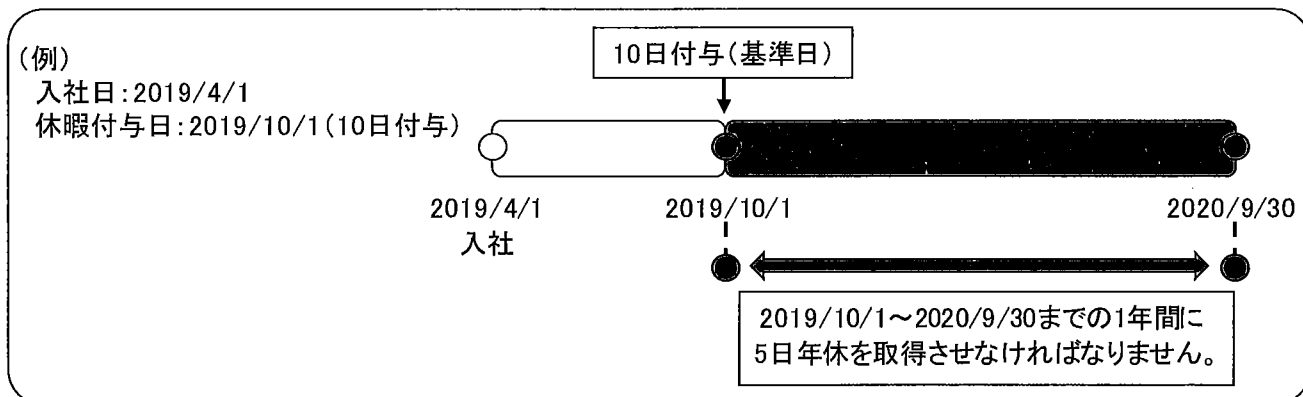 (例)
入社日:2019/4/1
休暇付与日:2019/10/1(10日付与)
10日付与(基準日)
2019/4/1
入社
2019/10/1
2020/9/30
2019/10/1～2020/9/30までの1年間に
5日年休を取得させなければなりません。